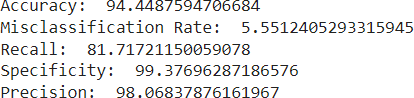 Accuracy:  94.4487594706684
Misclassification Rate:  5.5512405293315945
Recall:  81.71721150059078
Specificity:  99.37696287186576
Precision:  98.06837876161967